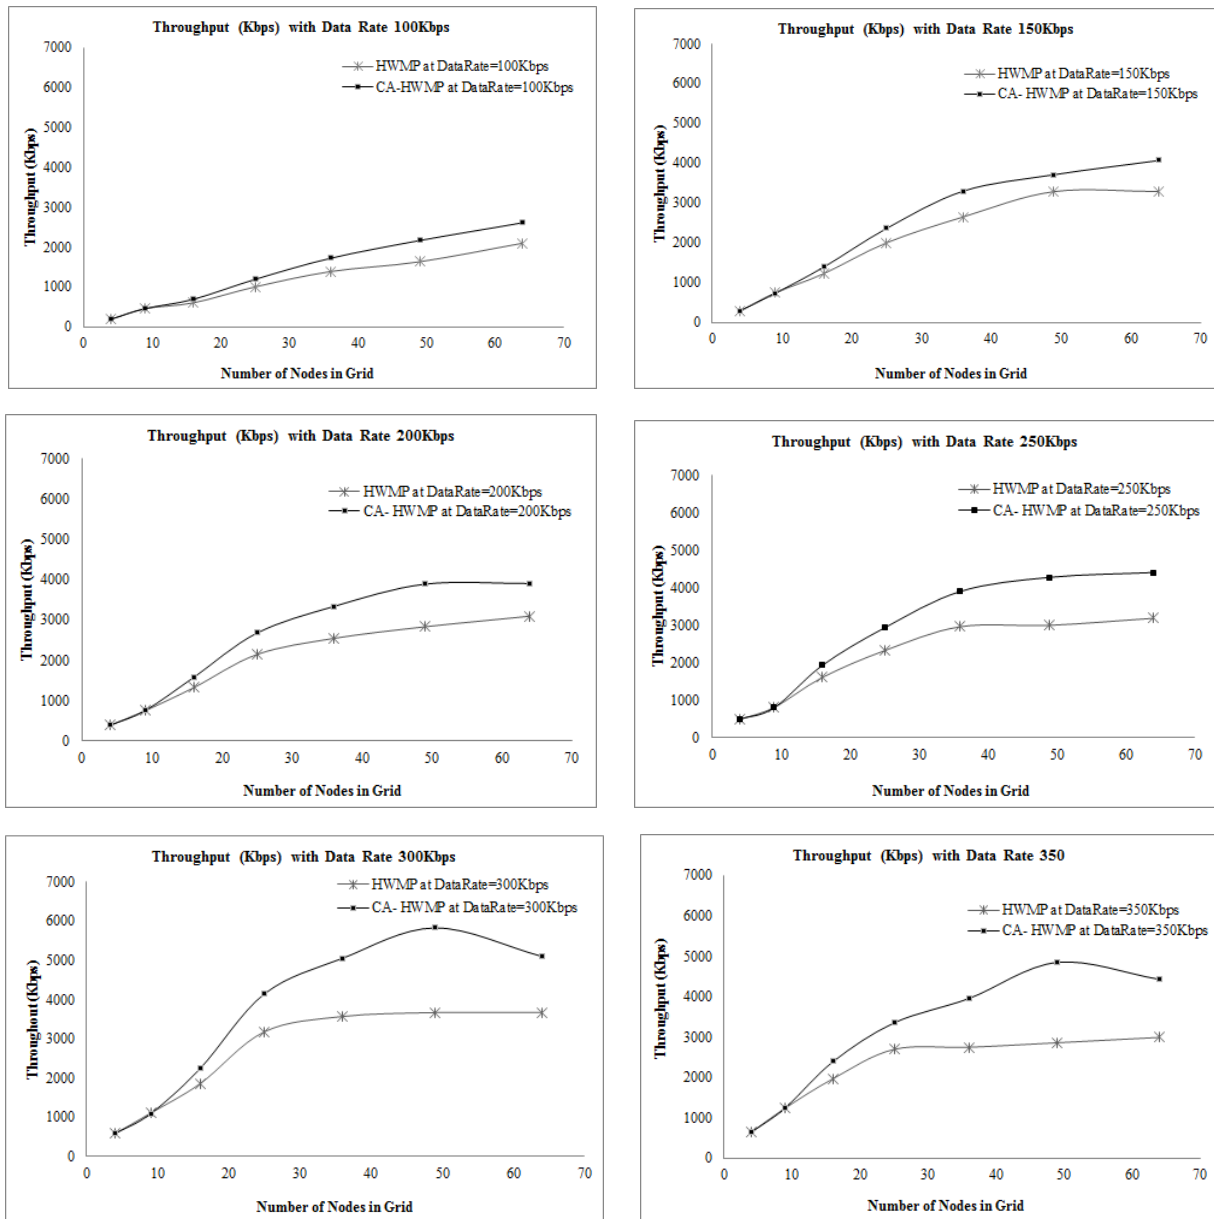 Throughput (Kbps) with Data Rate 100Kbps
7000
6000
5000
4000
3000
2000
1000
0
Throughput (Kbps)
HWMP at DataRate=100Kbps
CA-HWMP at DataRate=100Kbps
0 10 20 30 40 50 60 70
Number of Nodes in Grid
Throughput (Kbps) with Data Rate 150Kbps
7000
6000
5000
4000
3000
2000
1000
0
Throughput (Kbps)
HWMP at DataRate=150Kbps
CA- HWMP at DataRate=150Kbps
0 10 20 30 40 50 60 70
Number of Nodes in Grid
Throughput (Kbps) with Data Rate 200Kbps
7000
6000
5000
4000
3000
2000
1000
0
Throughput (Kbps)
HWMP at DataRate=200Kbps
CA- HWMP at DataRate=200Kbps
0 10 20 30 40 50 60 70
Number of Nodes in Grid
Throughput (Kbps) with Data Rate 250Kbps
7000
6000
5000
4000
3000
2000
1000
0
Throughput (Kbps)
HWMP at DataRate=250Kbps
CA- HWMP at DataRate=250Kbps
0 10 20 30 40 50 60 70
Number of Nodes in Grid
Throughput (Kbps) with Data Rate 300Kbps
7000
6000
5000
4000
3000
2000
1000
0
Throughout (Kbps)
HWMP at DataRate=300Kbps
CA- HWMP at DataRate=300Kbps
0 10 20 30 40 50 60 70
Number of Nodes in Grid
Throughput (Kbps) with Data Rate 350
7000
6000
5000
4000
3000
2000
1000
0
Throughput (Kbps)
HWMP at DataRate=350Kbps
CA- HWMP at DataRate=350Kbps
0 10 20 30 40 50 60 70
Number of Nodes in Grid